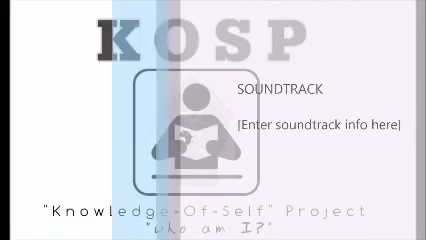 KOSP
SOUNDTRACK
[Enter soundtrack info here]
"Knowledge-Of-Self" Project
"who am I?"